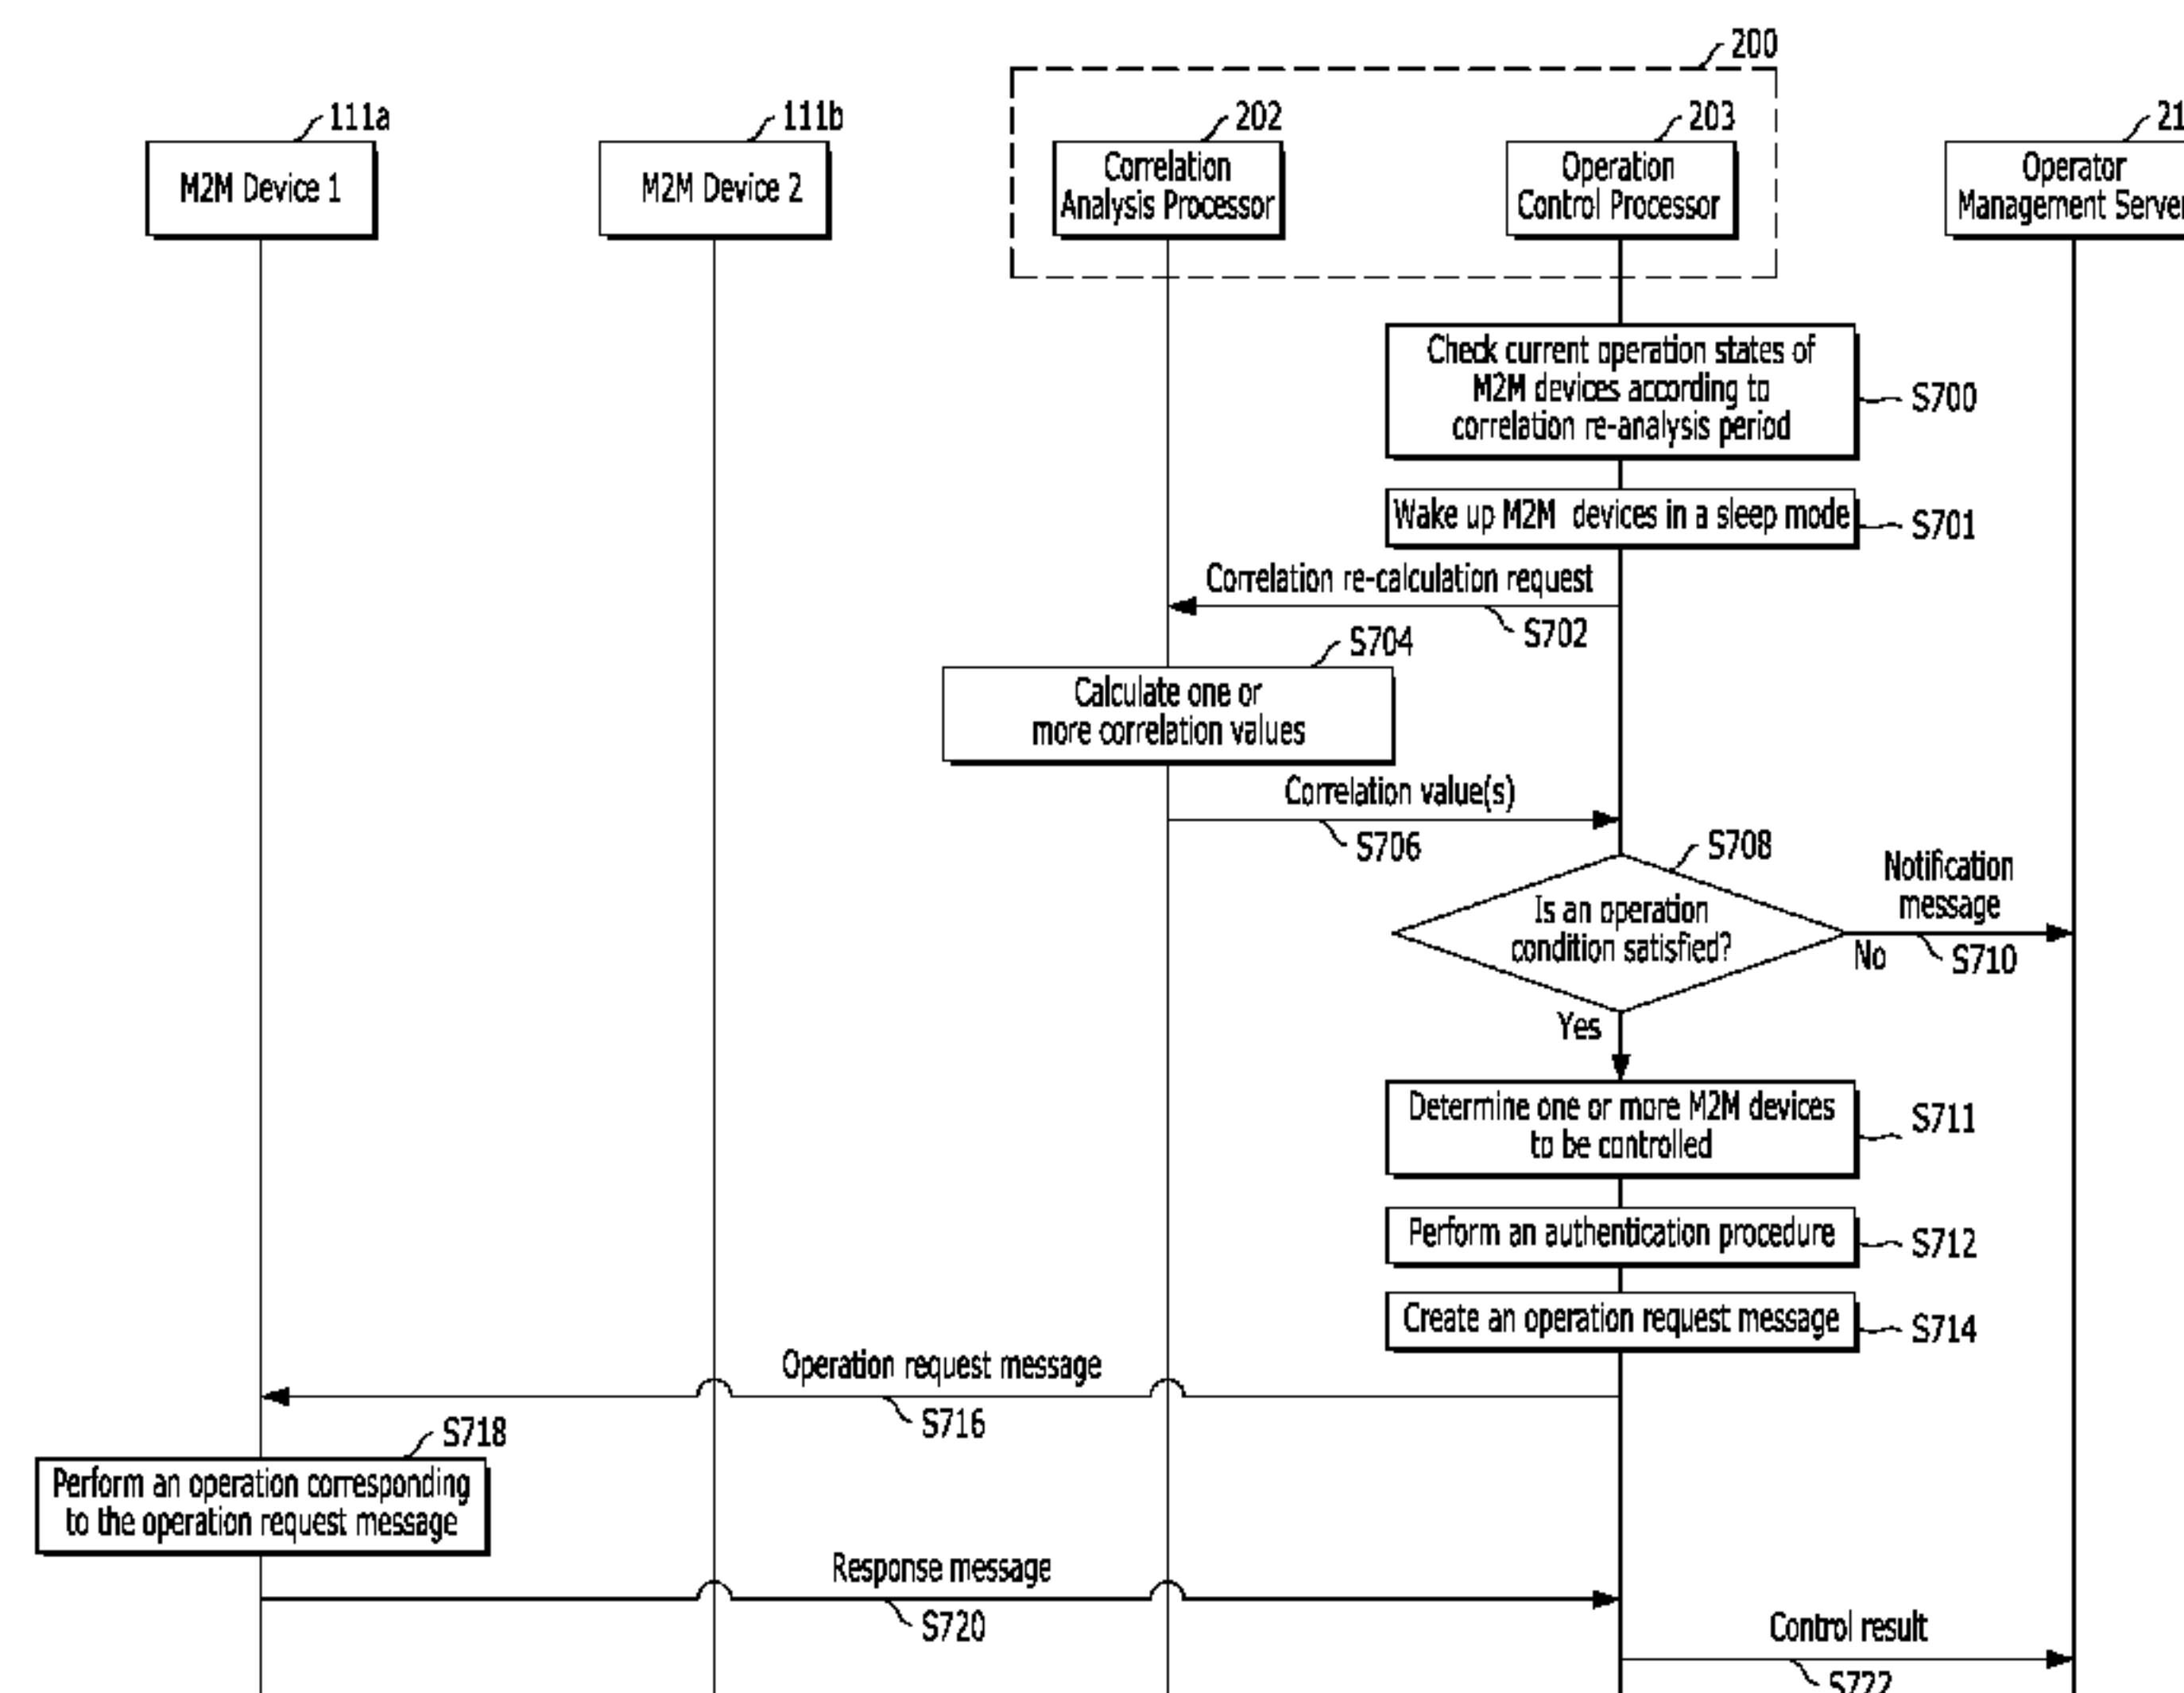 200
111a
111b
202
203
21
M2M Device 1
M2M Device 2
Correlation
Analysis Processor
Operation
Control Processor
Operator
Management Server
Check current operation states of
M2M devices according to
correlation re-analysis period
S700
Wake up M2M devices in a sleep mode
S701
Correlation re-calculation request
S702
S704
Calculate one or
more correlation values
Correlation value(s)
S706
S708
Is an operation
condition satisfied?
Notification
message
No
S710
Yes
Determine one or more M2M devices
to be controlled
S711
Perform an authentication procedure
S712
Create an operation request message
S714
Operation request message
S716
S718
Perform an operation corresponding
to the operation request message
Response message
S720
Control result
S722